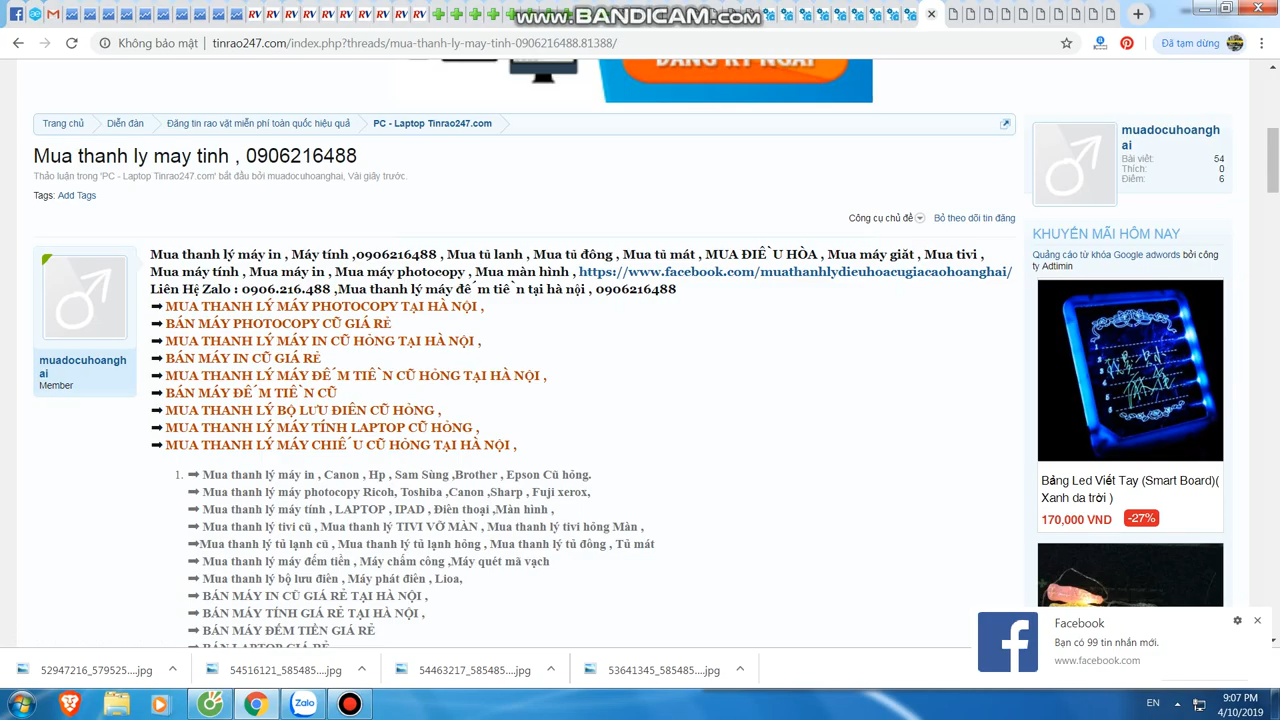 www.BANDICAM.com
Không bảo mật | tinrao247.com/index.php?threads/mua-thanh-ly-may-tinh-0906216488.81388/
Đã tạm dừng
ĐĂNG KÝ NGAY
Trang chủ
Diễn đàn
Đăng tin rao vặt miễn phí toàn quốc hiệu quả
PC - Laptop Tinrao247.com
Mua thanh ly may tinh , 0906216488
Thảo luận trong 'PC - Laptop Tinrao247.com' bắt đầu bởi muadocuhoanghai, Vài giây trước.
Tags: Add Tags
Công cụ chủ đề
Bỏ theo dõi tin đăng
muadocuhoangh
ai
Member
Mua thanh lý máy in , Máy tính ,0906216488 , Mua tủ lanh , Mua tủ đông , Mua tủ mát , MUA ĐIỀU HÒA , Mua máy giặt , Mua tivi ,
Mua máy tính , Mua máy in , Mua máy photocopy , Mua màn hình , https://www.facebook.com/muathanhlydieuhoacugiacaohoanghai/
Liên Hệ Zalo : 0906.216.488 ,Mua thanh lý máy đếm tiền tại hà nội , 0906216488
➡ MUA THANH LÝ MÁY PHOTOCOPY TẠI HÀ NỘI ,
➡ BÁN MÁY PHOTOCOPY CŨ GIÁ RẺ
➡ MUA THANH LÝ MÁY IN CŨ HỎNG TẠI HÀ NỘI ,
➡ BÁN MÁY IN CŨ GIÁ RẺ
➡ MUA THANH LÝ MÁY ĐẾM TIỀN CŨ HỎNG TẠI HÀ NỘI ,
➡ BÁN MÁY ĐẾM TIỀN CŨ
➡ MUA THANH LÝ BỘ LƯU ĐIỆN CŨ HỎNG ,
➡ MUA THANH LÝ MÁY TÍNH LAPTOP CŨ HỎNG ,
➡ MUA THANH LÝ MÁY CHIẾU CŨ HỎNG TẠI HÀ NỘI ,
1. ➡ Mua thanh lý máy in , Canon , Hp , Sam Sùng ,Brother , Epson Cũ hỏng.
➡ Mua thanh lý máy photocopy Ricoh, Toshiba ,Canon ,Sharp , Fuji xerox,
➡ Mua thanh lý máy tính , LAPTOP , IPAD , Điền thoại ,Màn hình ,
➡ Mua thanh lý tivi cũ , Mua thanh lý TIVI VỠ MÀN , Mua thanh lý tivi hỏng Màn ,
➡Mua thanh lý tủ lạnh cũ , Mua thanh lý tủ lạnh hỏng , Mua thanh lý tủ đông , Tủ mát
➡ Mua thanh lý máy đếm tiền , Máy chấm công ,Máy quét mã vạch
➡ Mua thanh lý bộ lưu điền , Máy phát điền , Lioa,
➡ BÁN MÁY IN CŨ GIÁ RẺ TẠI HÀ NỘI ,
➡ BÁN MÁY TÍNH GIÁ RẺ TẠI HÀ NỘI ,
➡ BÁN MÁY ĐẾM TIỀN GIÁ RẺ
➡ BÁN LAPTOP GIÁ RẺ
muadocuhoangh
ai
Bài viết: 54
Thích: 0
Điểm: 6
KHUYẾN MÃI HÔM NAY
Quảng cáo từ khóa Google adwords bởi công
ty Adtimin
Bảng Led Viết Tay (Smart Board)(
Xanh da trời )
170,000 VND -27%
Facebook
Bạn có 99 tin nhắn mới.
www.facebook.com
52947216_579525....jpg
54516121_585485....jpg
54463217_585485....jpg
53641345_585485....jpg
Zalo
EN
9:07 PM
4/10/2019